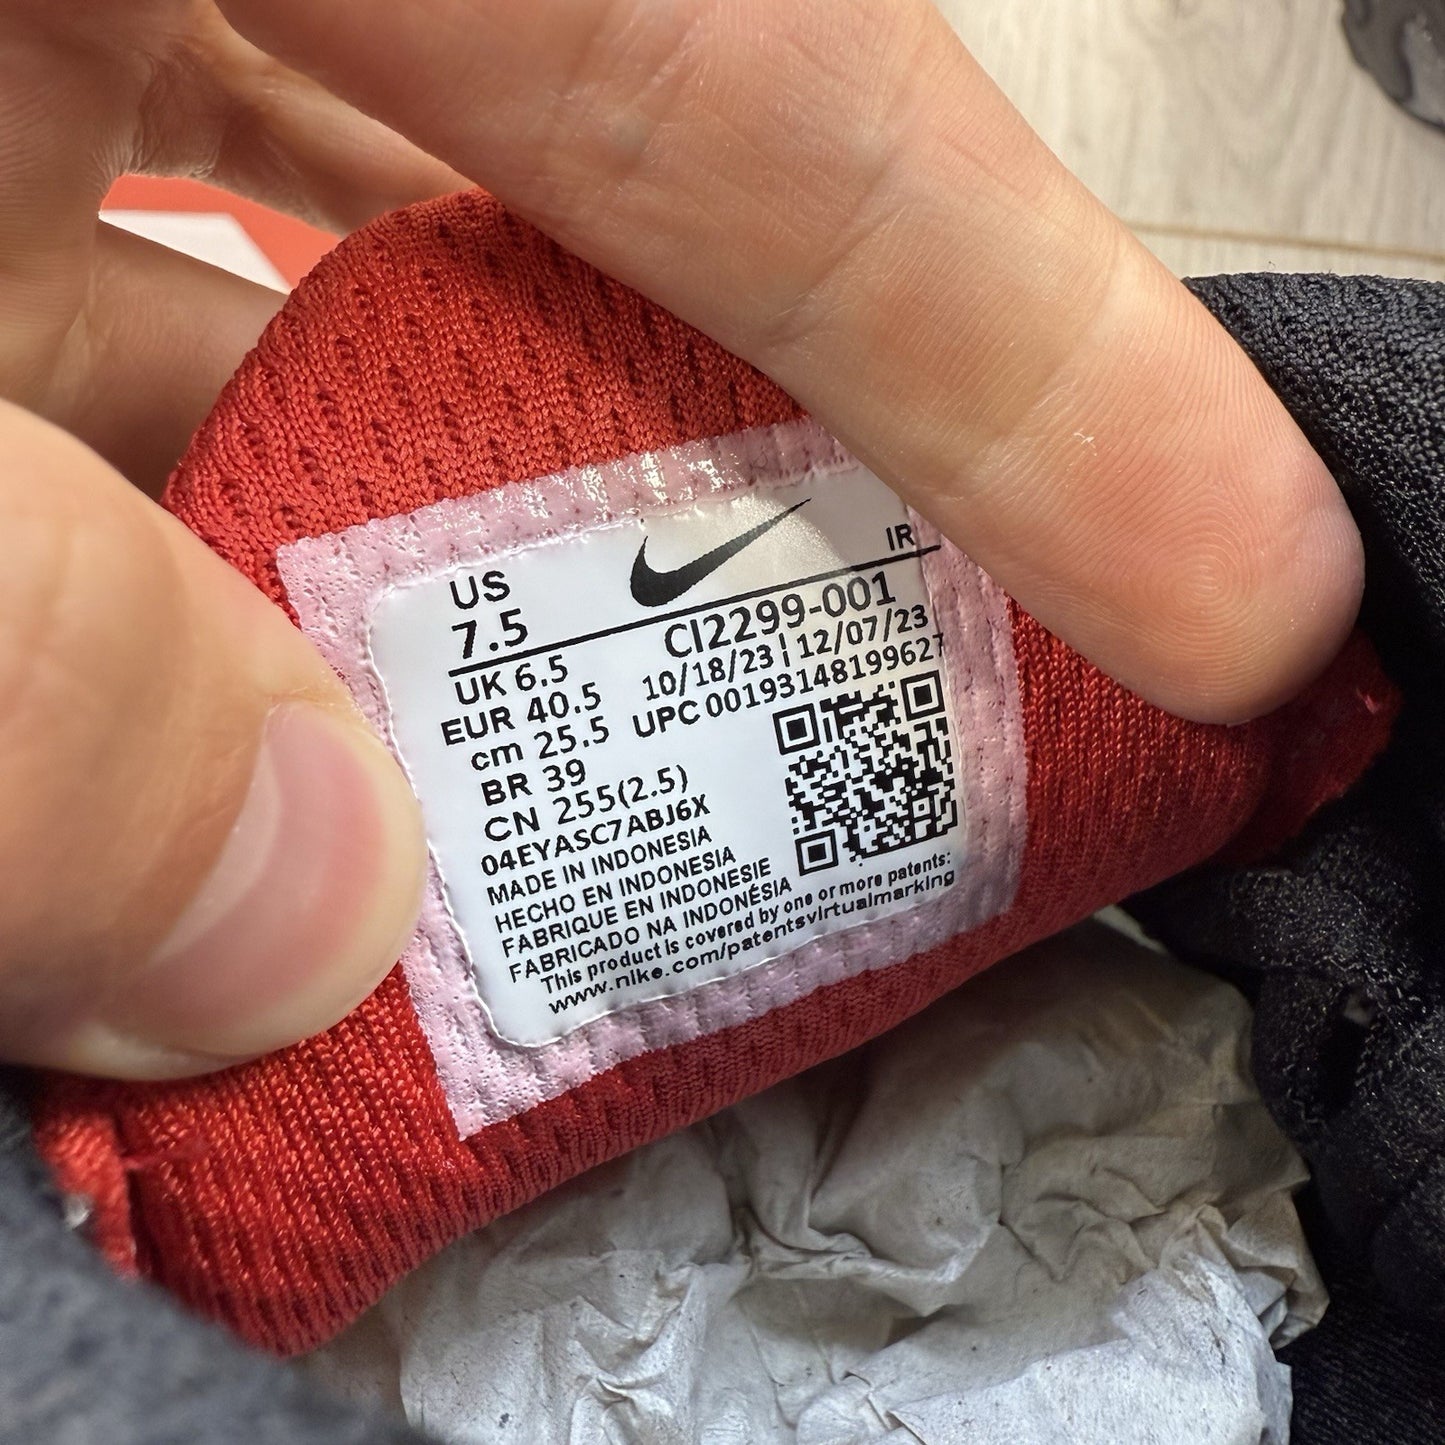 US
7.5
IR
UK 6.5
EUR 40.5
cm 25.5
BR 39
CN 255(2.5)
CI2299-001
10/18/23 | 12/07/23
UPC 00193148199627
04EYASC7ABJ6X
MADE IN INDONESIA
HECHO EN INDONESIA
FABRIQUE EN INDONESIE
FABRICADO NA INDONÉSIA
This product is covered by one or more patents:
www.nike.com/patentsvirtualmarking